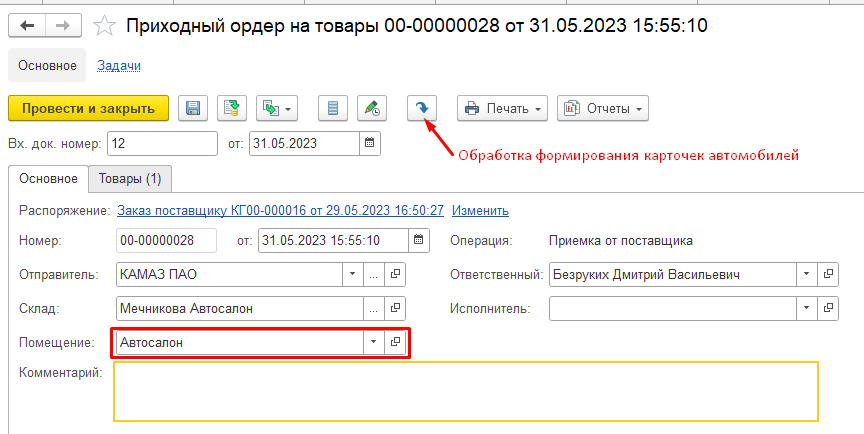 Приходный ордер на товары 00-00000028 от 31.05.2023 15:55:10
Основное Задачи
Провести и закрыть Печать Отчеты
Вх. док. номер: 12 от: 31.05.2023
Обработка формирования карточек автомобилей
Основное Товары (1)
Распоряжение: Заказ поставщику КГ00-000016 от 29.05.2023 16:50:27 Изменить
Номер: 00-00000028 от: 31.05.2023 15:55:10 Операция: Приемка от поставщика
Отправитель: КАМАЗ ПАО ... Ответственный: Безруких Дмитрий Васильевич
Склад: Мечникова Автосалон ... Исполнитель:
Помещение: Автосалон
Комментарий: